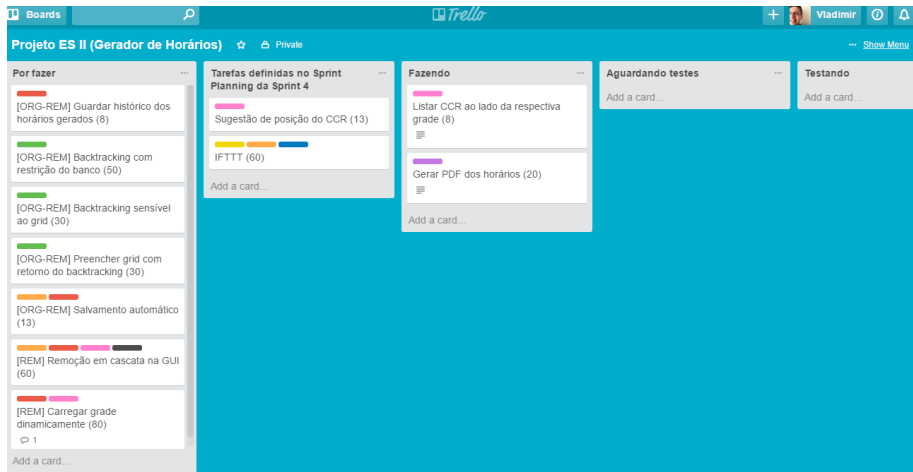 Boards
Trello
Vladimir
Projeto ES II (Gerador de Horários)
Private
... Show Menu
Por fazer
[ORG-REM] Guardar histórico dos
horários gerados (8)
[ORG-REM] Backtracking com
restrição do banco (50)
[ORG-REM] Backtracking sensível
ao grid (30)
[ORG-REM] Preencher grid com
retorno do backtracking (30)
[ORG-REM] Salvamento automático
(13)
[REM] Remoção em cascata na GUI
(60)
[REM] Carregar grade
dinamicamente (80)
1
Add a card...
Tarefas definidas no Sprint
Planning da Sprint 4
Sugestão de posição do CCR (13)
IFTTT (60)
Add a card...
Fazendo
Listar CCR ao lado da respectiva
grade (8)
Gerar PDF dos horários (20)
Add a card...
Aguardando testes
Add a card...
Testando
Add a card...